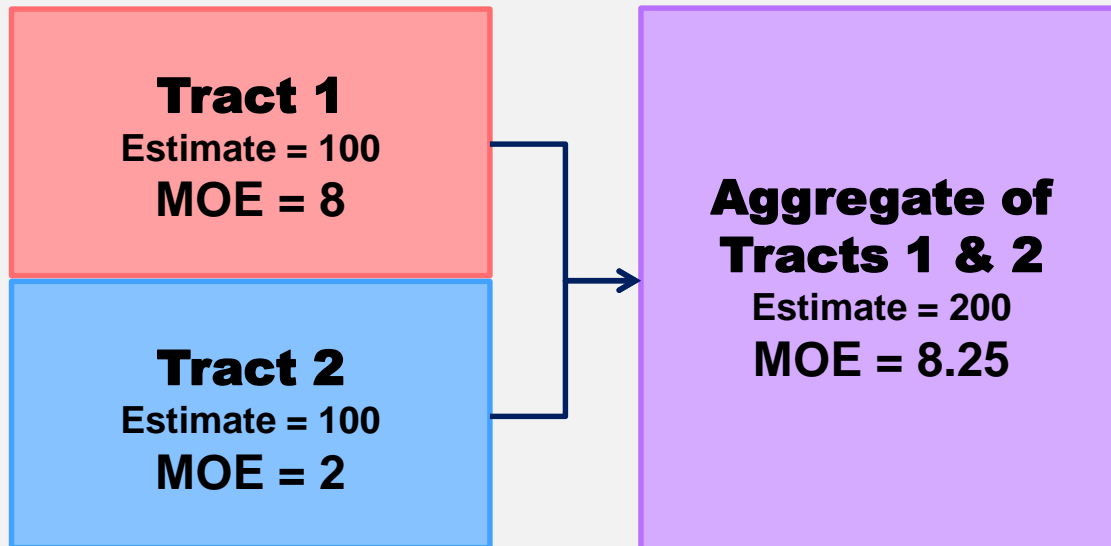 Tract 1
Estimate = 100
MOE = 8
Tract 2
Estimate = 100
MOE = 2
Aggregate of
Tracts 1 & 2
Estimate = 200
MOE = 8.25